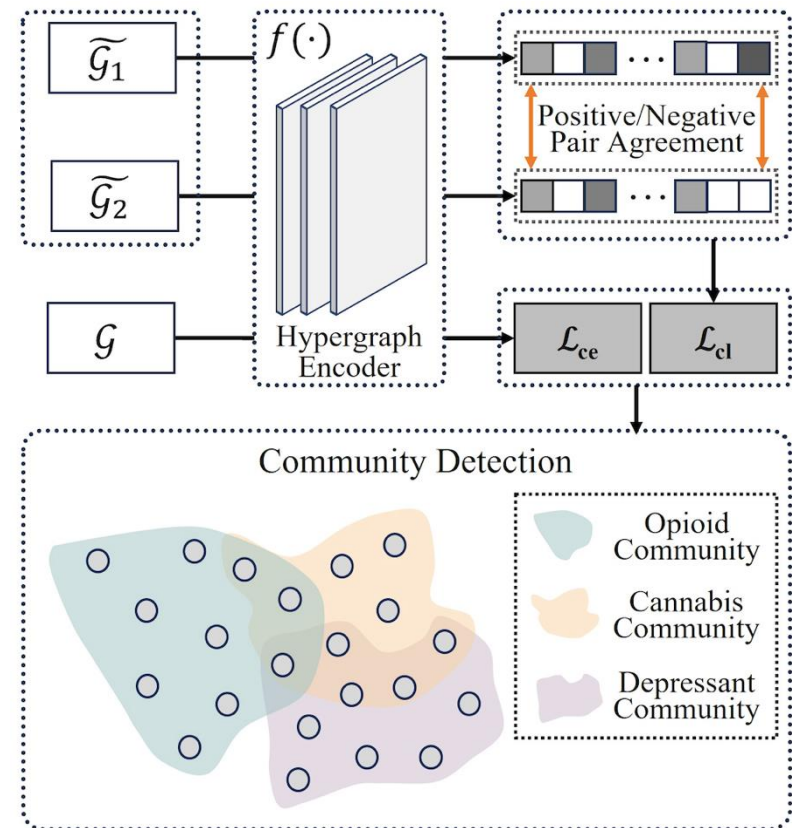 𝒢̃₁
f(·)
Positive/Negative
Pair Agreement
𝒢̃₂
𝒢
Hypergraph
Encoder
ℒce
ℒcl
Community Detection
Opioid
Community
Cannabis
Community
Depressant
Community